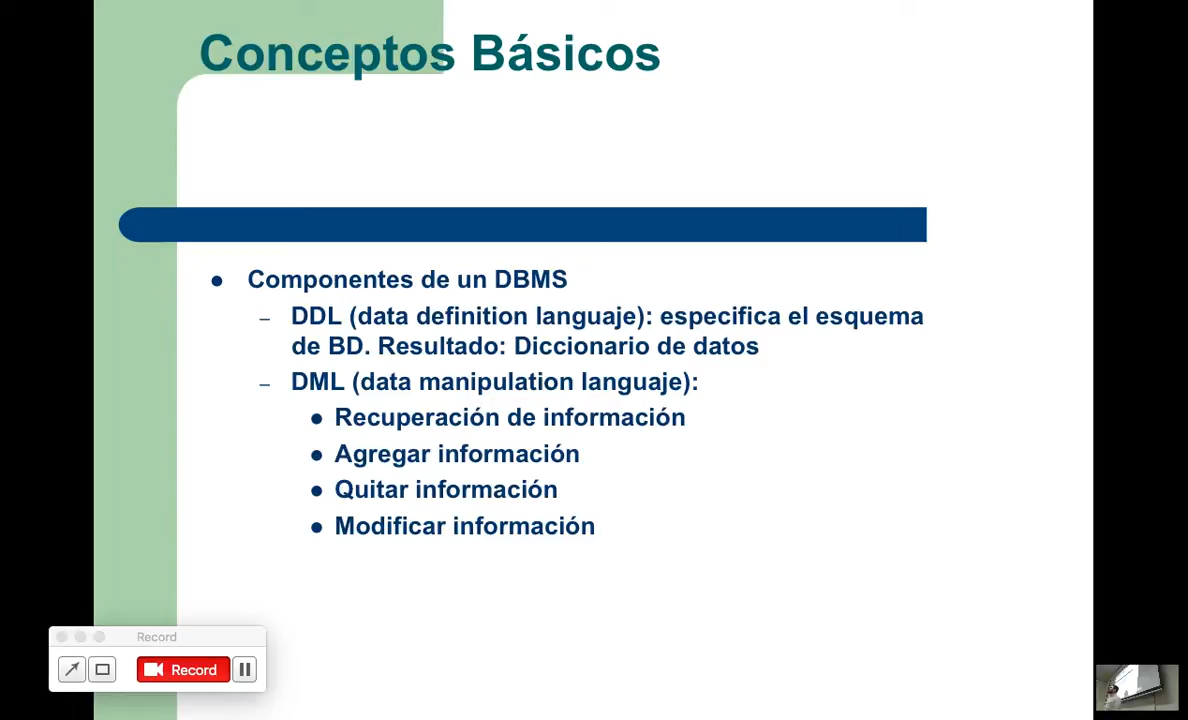 Conceptos Básicos
● Componentes de un DBMS
– DDL (data definition languaje): especifica el esquema
de BD. Resultado: Diccionario de datos
– DML (data manipulation languaje):
● Recuperación de información
● Agregar información
● Quitar información
● Modificar información
Record
Record